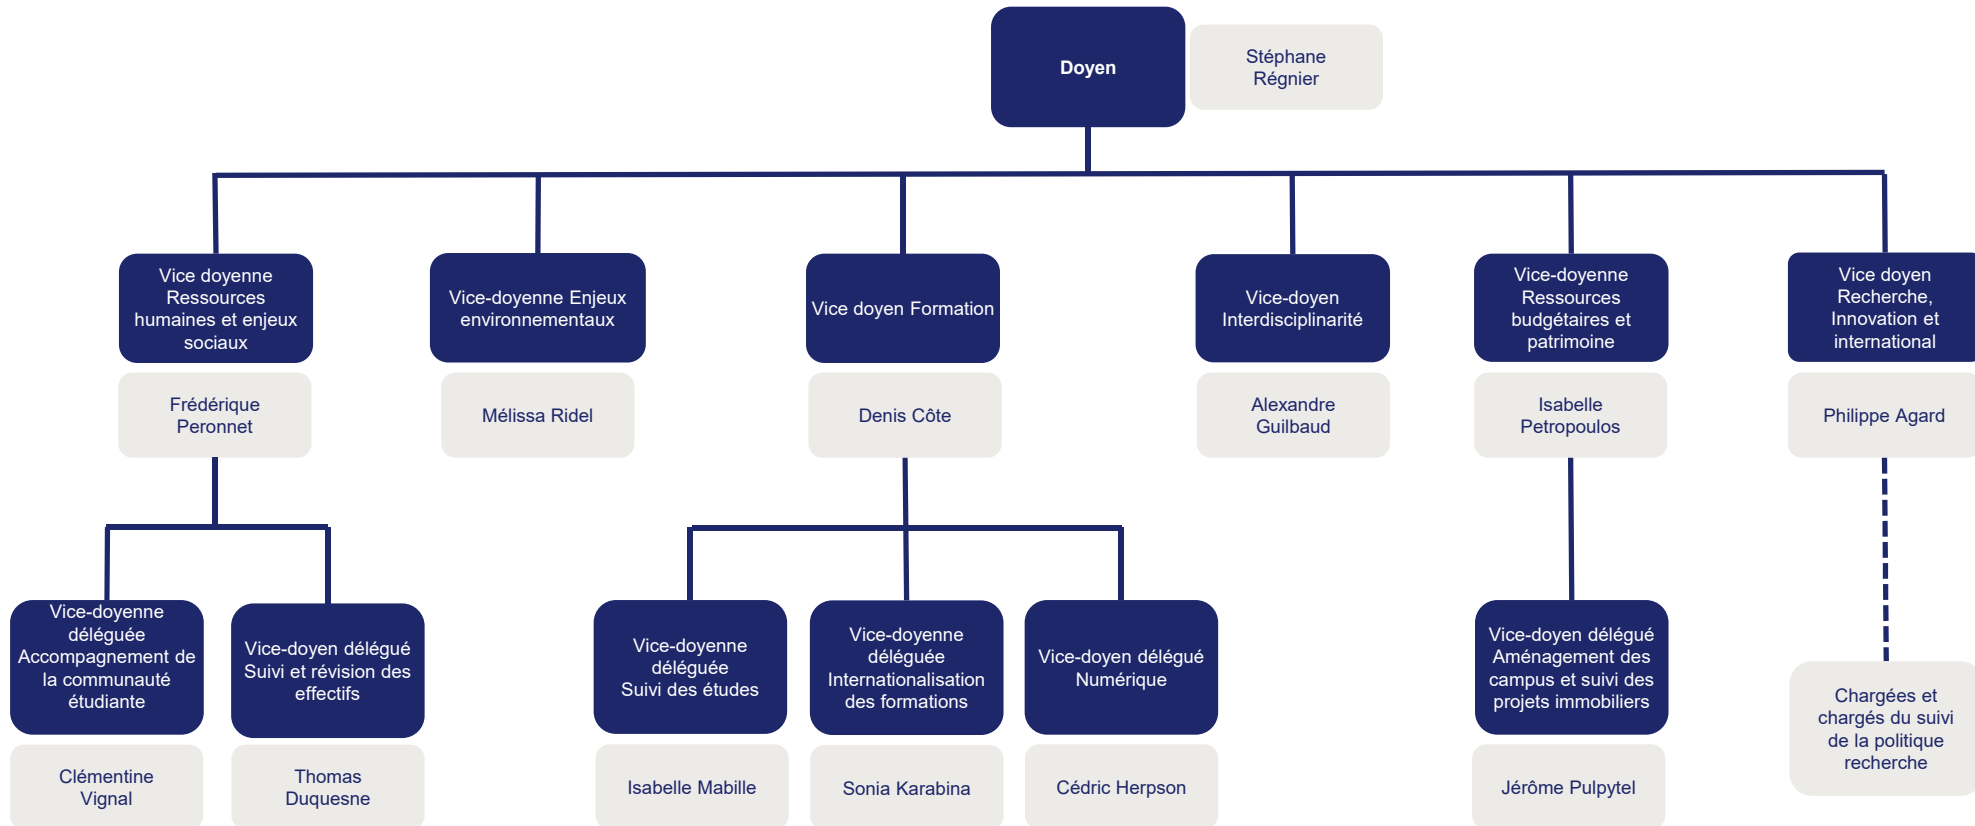 Doyen
Stéphane
Régnier
Vice doyenne
Ressources
humaines et enjeux
sociaux
Frédérique
Peronnet
Vice-doyenne Enjeux
environnementaux
Mélissa Ridel
Vice doyen Formation
Denis Côte
Vice-doyen
Interdisciplinarité
Alexandre
Guilbaud
Vice-doyenne
Ressources
budgétaires et
patrimoine
Isabelle
Petropoulos
Vice doyen
Recherche,
Innovation et
international
Philippe Agard
Vice-doyenne
déléguée
Accompagnement de
la communauté
étudiante
Clémentine
Vignal
Vice-doyen délégué
Suivi et révision des
effectifs
Thomas
Duquesne
Vice-doyenne
déléguée
Suivi des études
Isabelle Mabille
Vice-doyenne
déléguée
Internationalisation
des formations
Sonia Karabina
Vice-doyen délégué
Numérique
Cédric Herpson
Vice-doyen délégué
Aménagement des
campus et suivi des
projets immobiliers
Jérôme Pulpytel
Chargées et
chargés du suivi
de la politique
recherche